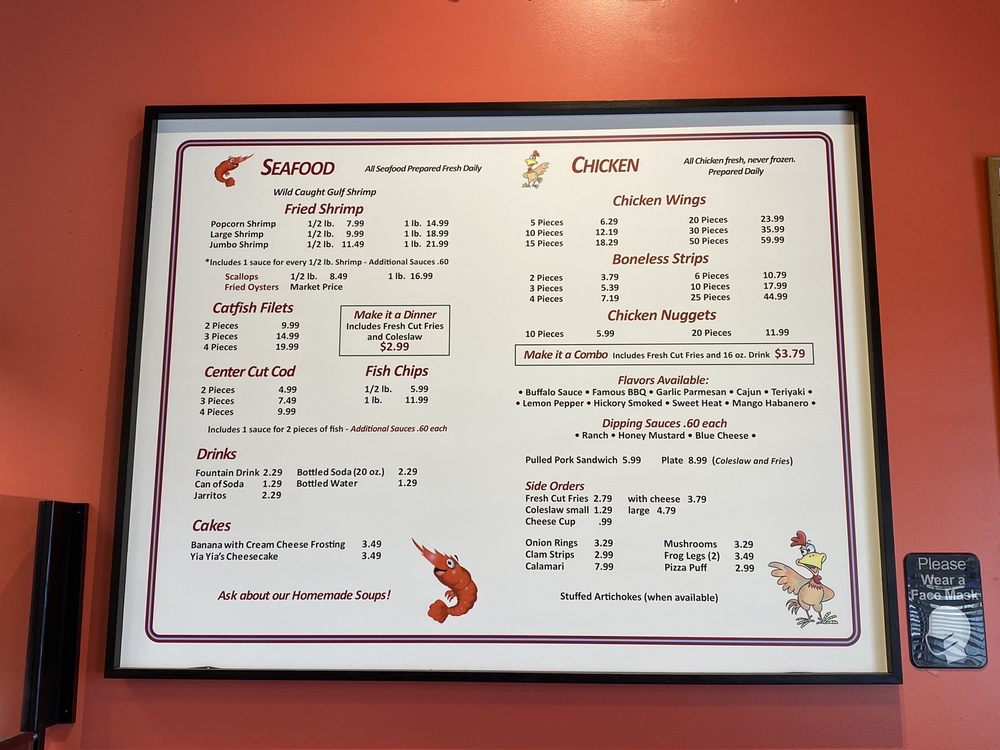 SEAFOOD
All Seafood Prepared Fresh Daily
Wild Caught Gulf Shrimp
Fried Shrimp
Popcorn Shrimp 1/2 lb. 7.99 1 lb. 14.99
Large Shrimp 1/2 lb. 9.99 1 lb. 18.99
Jumbo Shrimp 1/2 lb. 11.49 1 lb. 21.99
*Includes 1 sauce for every 1/2 lb. Shrimp - Additional Sauces .60
Scallops 1/2 lb. 8.49 1 lb. 16.99
Fried Oysters Market Price
Catfish Filets
2 Pieces 9.99
3 Pieces 14.99
4 Pieces 19.99
Make it a Dinner
Includes Fresh Cut Fries
and Coleslaw
$2.99
Center Cut Cod
2 Pieces 4.99
3 Pieces 7.49
4 Pieces 9.99
Fish Chips
1/2 lb. 5.99
1 lb. 11.99
Includes 1 sauce for 2 pieces of fish - Additional Sauces .60 each
Drinks
Fountain Drink 2.29 Bottled Soda (20 oz.) 2.29
Can of Soda 1.29 Bottled Water 1.29
Jarritos 2.29
Cakes
Banana with Cream Cheese Frosting 3.49
Yia Yia's Cheesecake 3.49
Ask about our Homemade Soups!
CHICKEN
All Chicken fresh, never frozen.
Prepared Daily
Chicken Wings
5 Pieces 6.29 20 Pieces 23.99
10 Pieces 12.19 30 Pieces 35.99
15 Pieces 18.29 50 Pieces 59.99
Boneless Strips
2 Pieces 3.79 6 Pieces 10.79
3 Pieces 5.39 10 Pieces 17.99
4 Pieces 7.19 25 Pieces 44.99
Chicken Nuggets
10 Pieces 5.99 20 Pieces 11.99
Make it a Combo Includes Fresh Cut Fries and 16 oz. Drink $3.79
Flavors Available:
• Buffalo Sauce • Famous BBQ • Garlic Parmesan • Cajun • Teriyaki •
• Lemon Pepper • Hickory Smoked • Sweet Heat • Mango Habanero •
Dipping Sauces .60 each
• Ranch • Honey Mustard • Blue Cheese •
Pulled Pork Sandwich 5.99 Plate 8.99 (Coleslaw and Fries)
Side Orders
Fresh Cut Fries 2.79 with cheese 3.79
Coleslaw small 1.29 large 4.79
Cheese Cup .99
Onion Rings 3.29 Mushrooms 3.29
Clam Strips 2.99 Frog Legs (2) 3.49
Calamari 7.99 Pizza Puff 2.99
Stuffed Artichokes (when available)
Please
Wear a
Face Mask